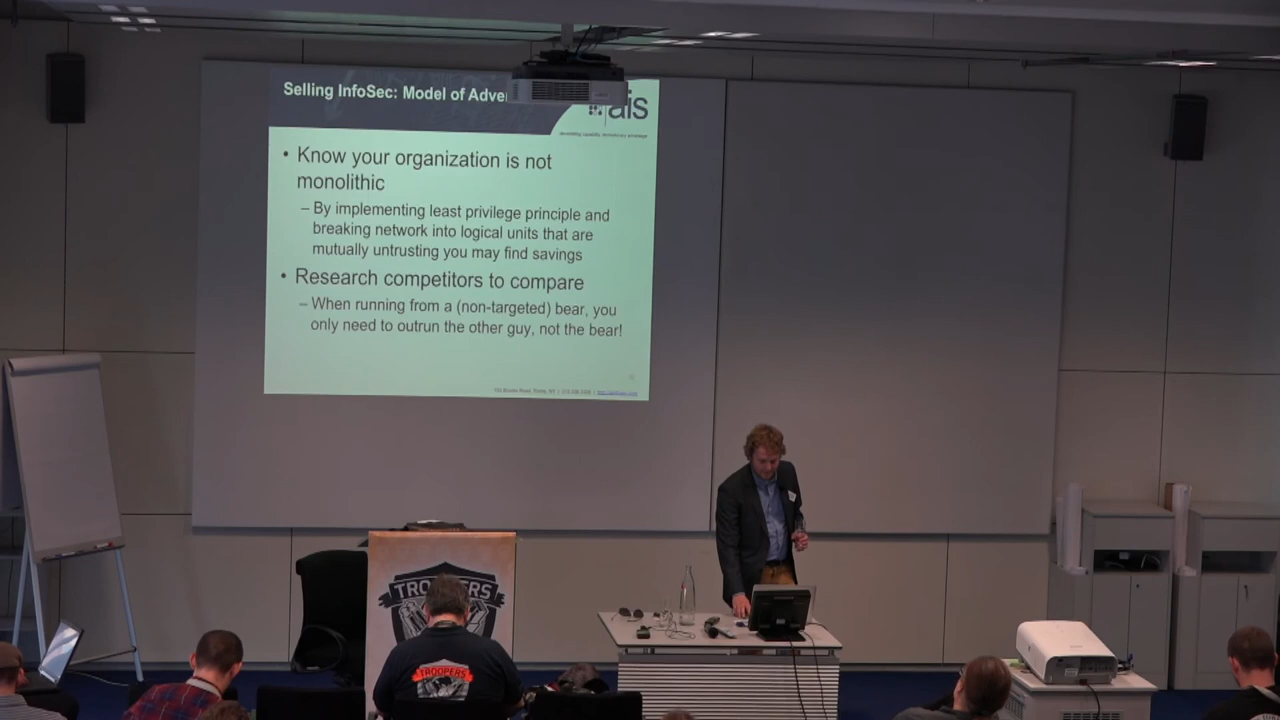 Selling InfoSec: Model of Adve
ais
• Know your organization is not
monolithic
– By implementing least privilege principle and
breaking network into logical units that are
mutually untrusting you may find savings
• Research competitors to compare
– When running from a (non-targeted) bear, you
only need to outrun the other guy, not the bear!
TROOPERS
TROOPERS